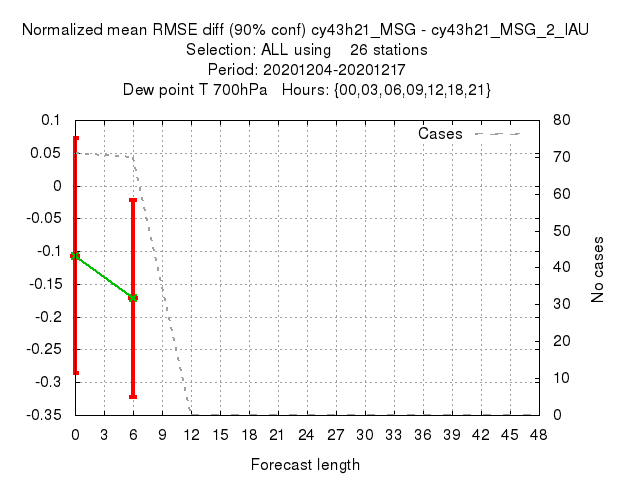 Normalized mean RMSE diff (90% conf) cy43h21_MSG - cy43h21_MSG_2_IAU
Selection: ALL using    26 stations
Period: 20201204-20201217
Dew point T 700hPa   Hours: {00,03,06,09,12,18,21}
Cases
0.1
0.05
0
-0.05
-0.1
-0.15
-0.2
-0.25
-0.3
-0.35
80
70
60
50
40
30
20
10
0
No cases
0 3 6 9 12 15 18 21 24 27 30 33 36 39 42 45 48
Forecast length